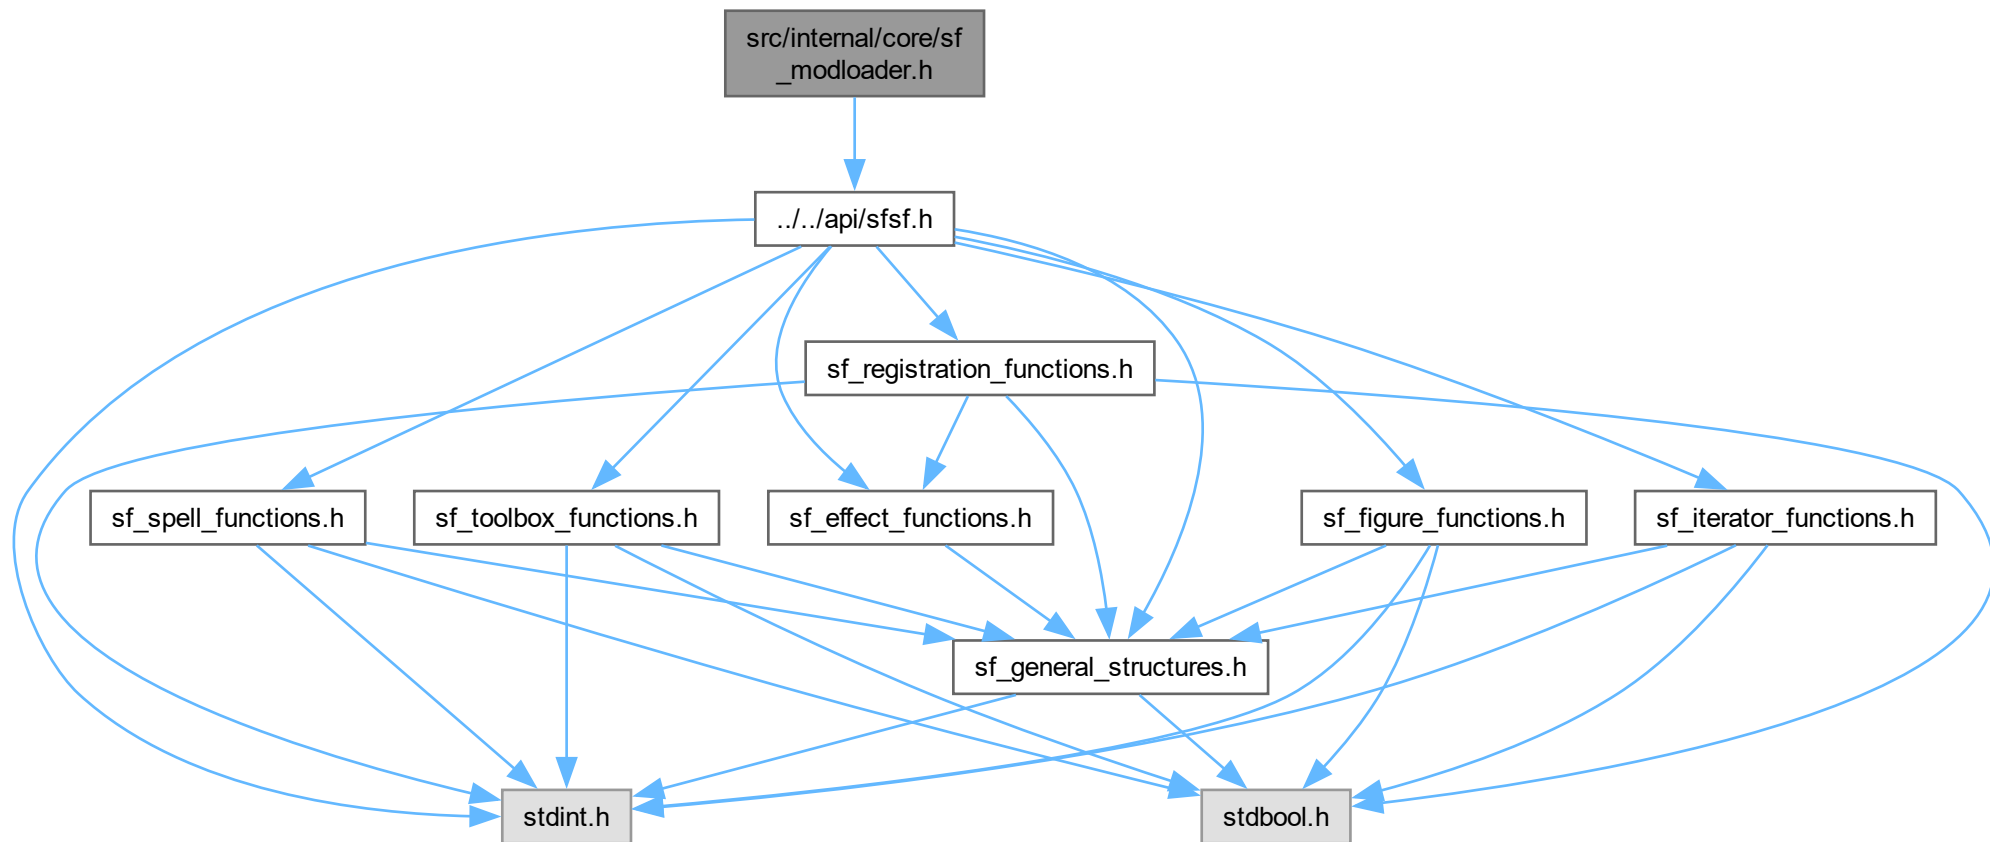 src/internal/core/sf
_modloader.h
../../api/sfsf.h
sf_registration_functions.h
sf_spell_functions.h
sf_toolbox_functions.h
sf_effect_functions.h
sf_figure_functions.h
sf_iterator_functions.h
sf_general_structures.h
stdint.h
stdbool.h